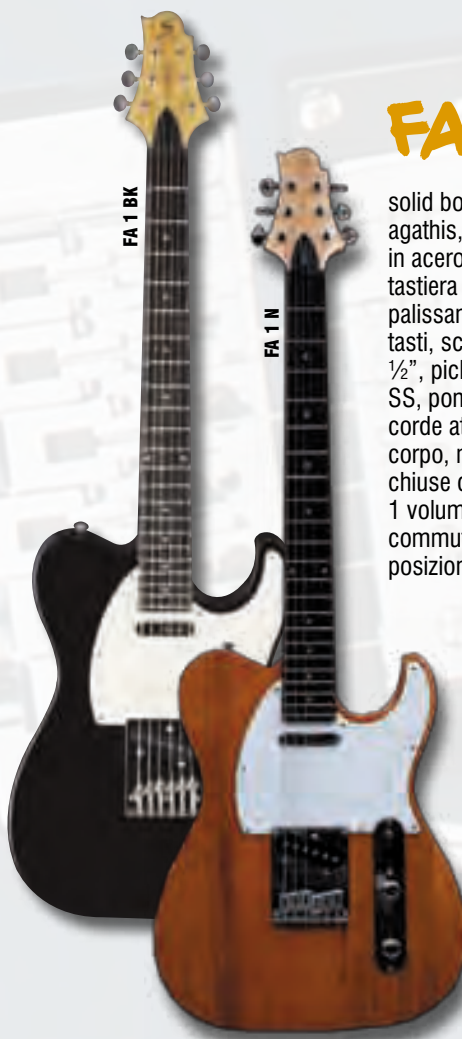 FA
FA 1 BK
FA 1 N
solid bo
agathis,
in acero
tastiera
palissan
tasti, sc
½”, pick
SS, pon
corde at
corpo, m
chiuse c
1 volum
commut
posizion